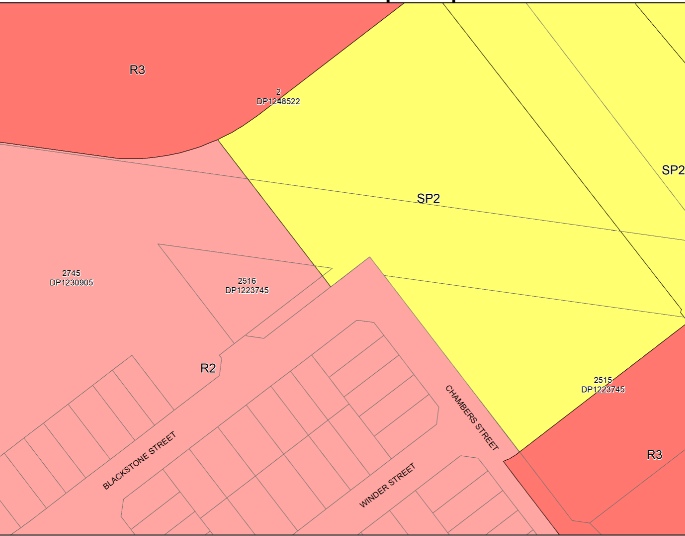 R3
2
DP1248522
SP2
SP2
2745
DP1230905
2516
DP1223745
R2
2515
DP1223745
CHAMBERS STREET
BLACKSTONE STREET
WINDER STREET
R3